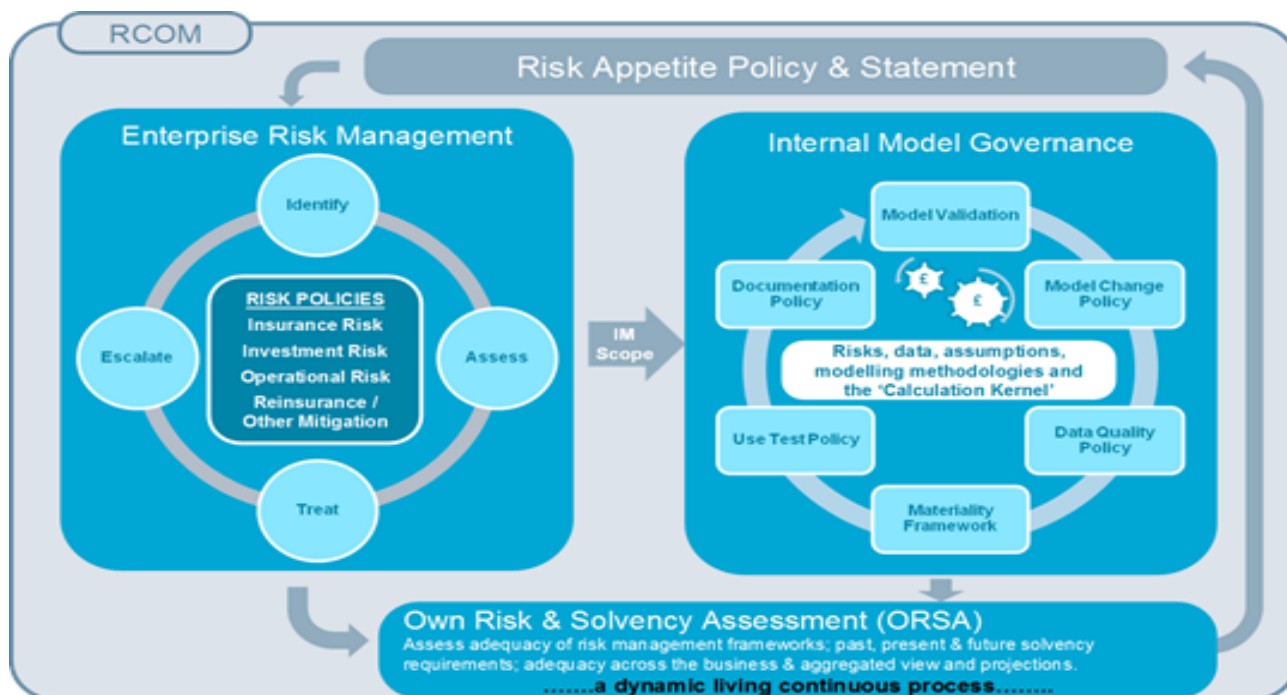 RCOM
Risk Appetite Policy & Statement
Enterprise Risk Management
Identify
RISK POLICIES
Insurance Risk
Investment Risk
Operational Risk
Reinsurance /
Other Mitigation
Escalate
Assess
Treat
IM
Scope
Internal Model Governance
Model Validation
Documentation
Policy
£
£
Model Change
Policy
Risks, data, assumptions,
modelling methodologies and
the 'Calculation Kernel'
Use Test Policy
Data Quality
Policy
Materiality
Framework
Own Risk & Solvency Assessment (ORSA)
Assess adequacy of risk management frameworks; past, present & future solvency
requirements; adequacy across the business & aggregated view and projections.
.......a dynamic living continuous process........